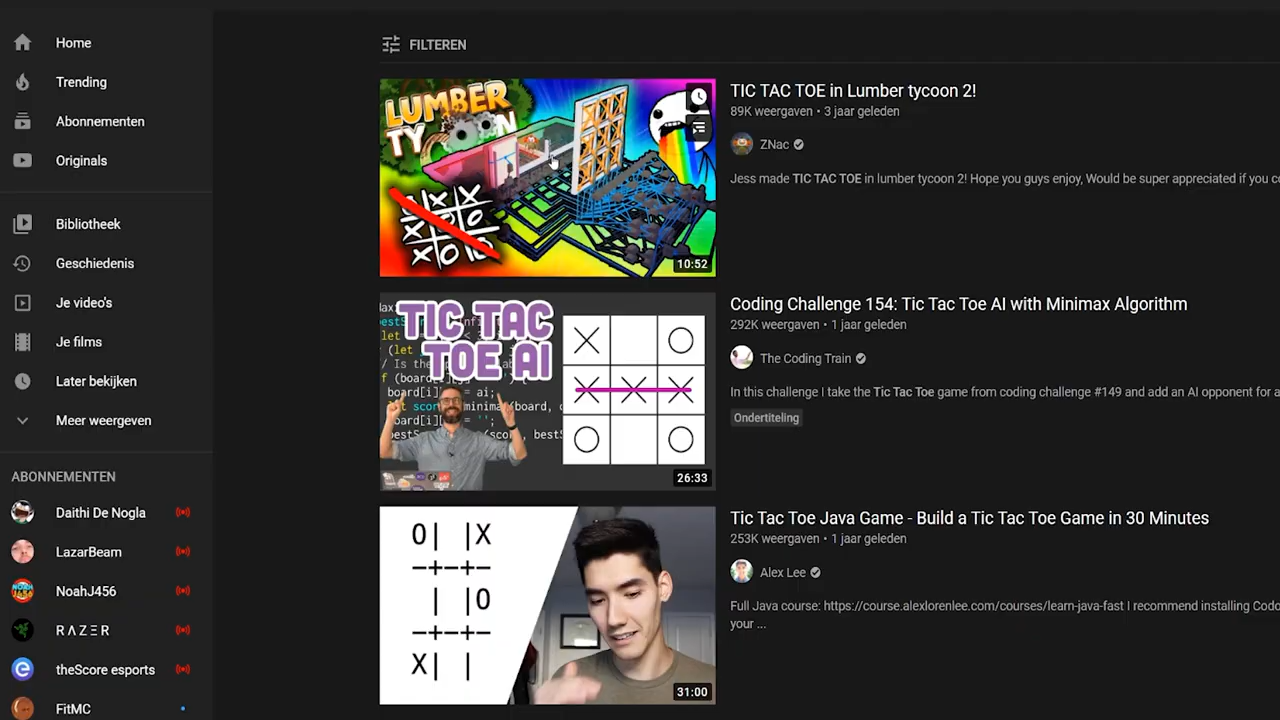 Home
Trending
Abonnementen
Originals
Bibliotheek
Geschiedenis
Je video's
Je films
Later bekijken
Meer weergeven
ABONNEMENTEN
Daithi De Nogla
LazarBeam
NoahJ456
R Λ Z Ξ R
theScore esports
FitMC
FILTEREN
LUMBER
TY OON
10:52
TIC TACTOE in Lumber tycoon 2!
89K weergaven • 3 jaar geleden
ZNac
Jess made TIC TAC TOE in lumber tycoon 2! Hope you guys enjoy, Would be super appreciated if you
TIC TAC
TOE AI
26:33
Coding Challenge 154: Tic Tac Toe AI with Minimax Algorithm
292K weergaven • 1 jaar geleden
The Coding Train
In this challenge I take the Tic Tac Toe game from coding challenge #149 and add an AI opponent for a
Ondertiteling
O| |X
—+—+—
| |O
—+—+—
X| |
31:00
Tic Tac Toe Java Game - Build a Tic Tac Toe Game in 30 Minutes
253K weergaven • 1 jaar geleden
Alex Lee
Full Java course: https://course.alexlorenlee.com/courses/learn-java-fast I recommend installing Codo
your ...